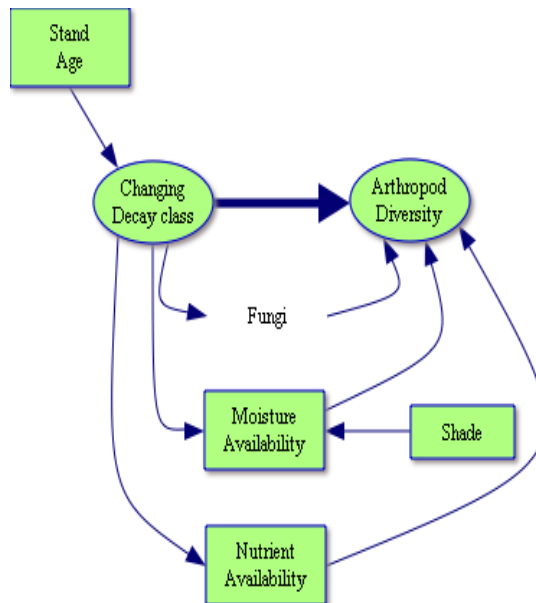 Stand
Age
Changing
Decay class
Arthropod
Diversity
Fungi
Moisture
Availability
Shade
Nutrient
Availability